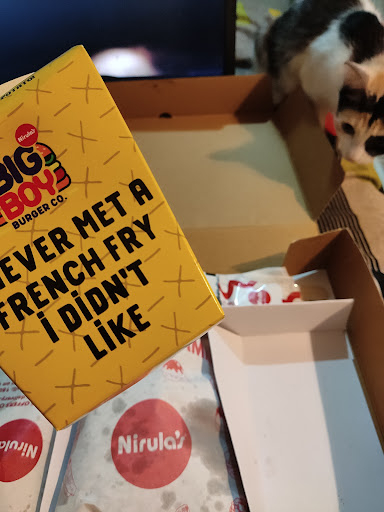 Nirula's
BIG
BOY
BURGER CO.
NEVER MET A
FRENCH FRY
i DiDN'T
LiKE
Nirula's
Nirula's